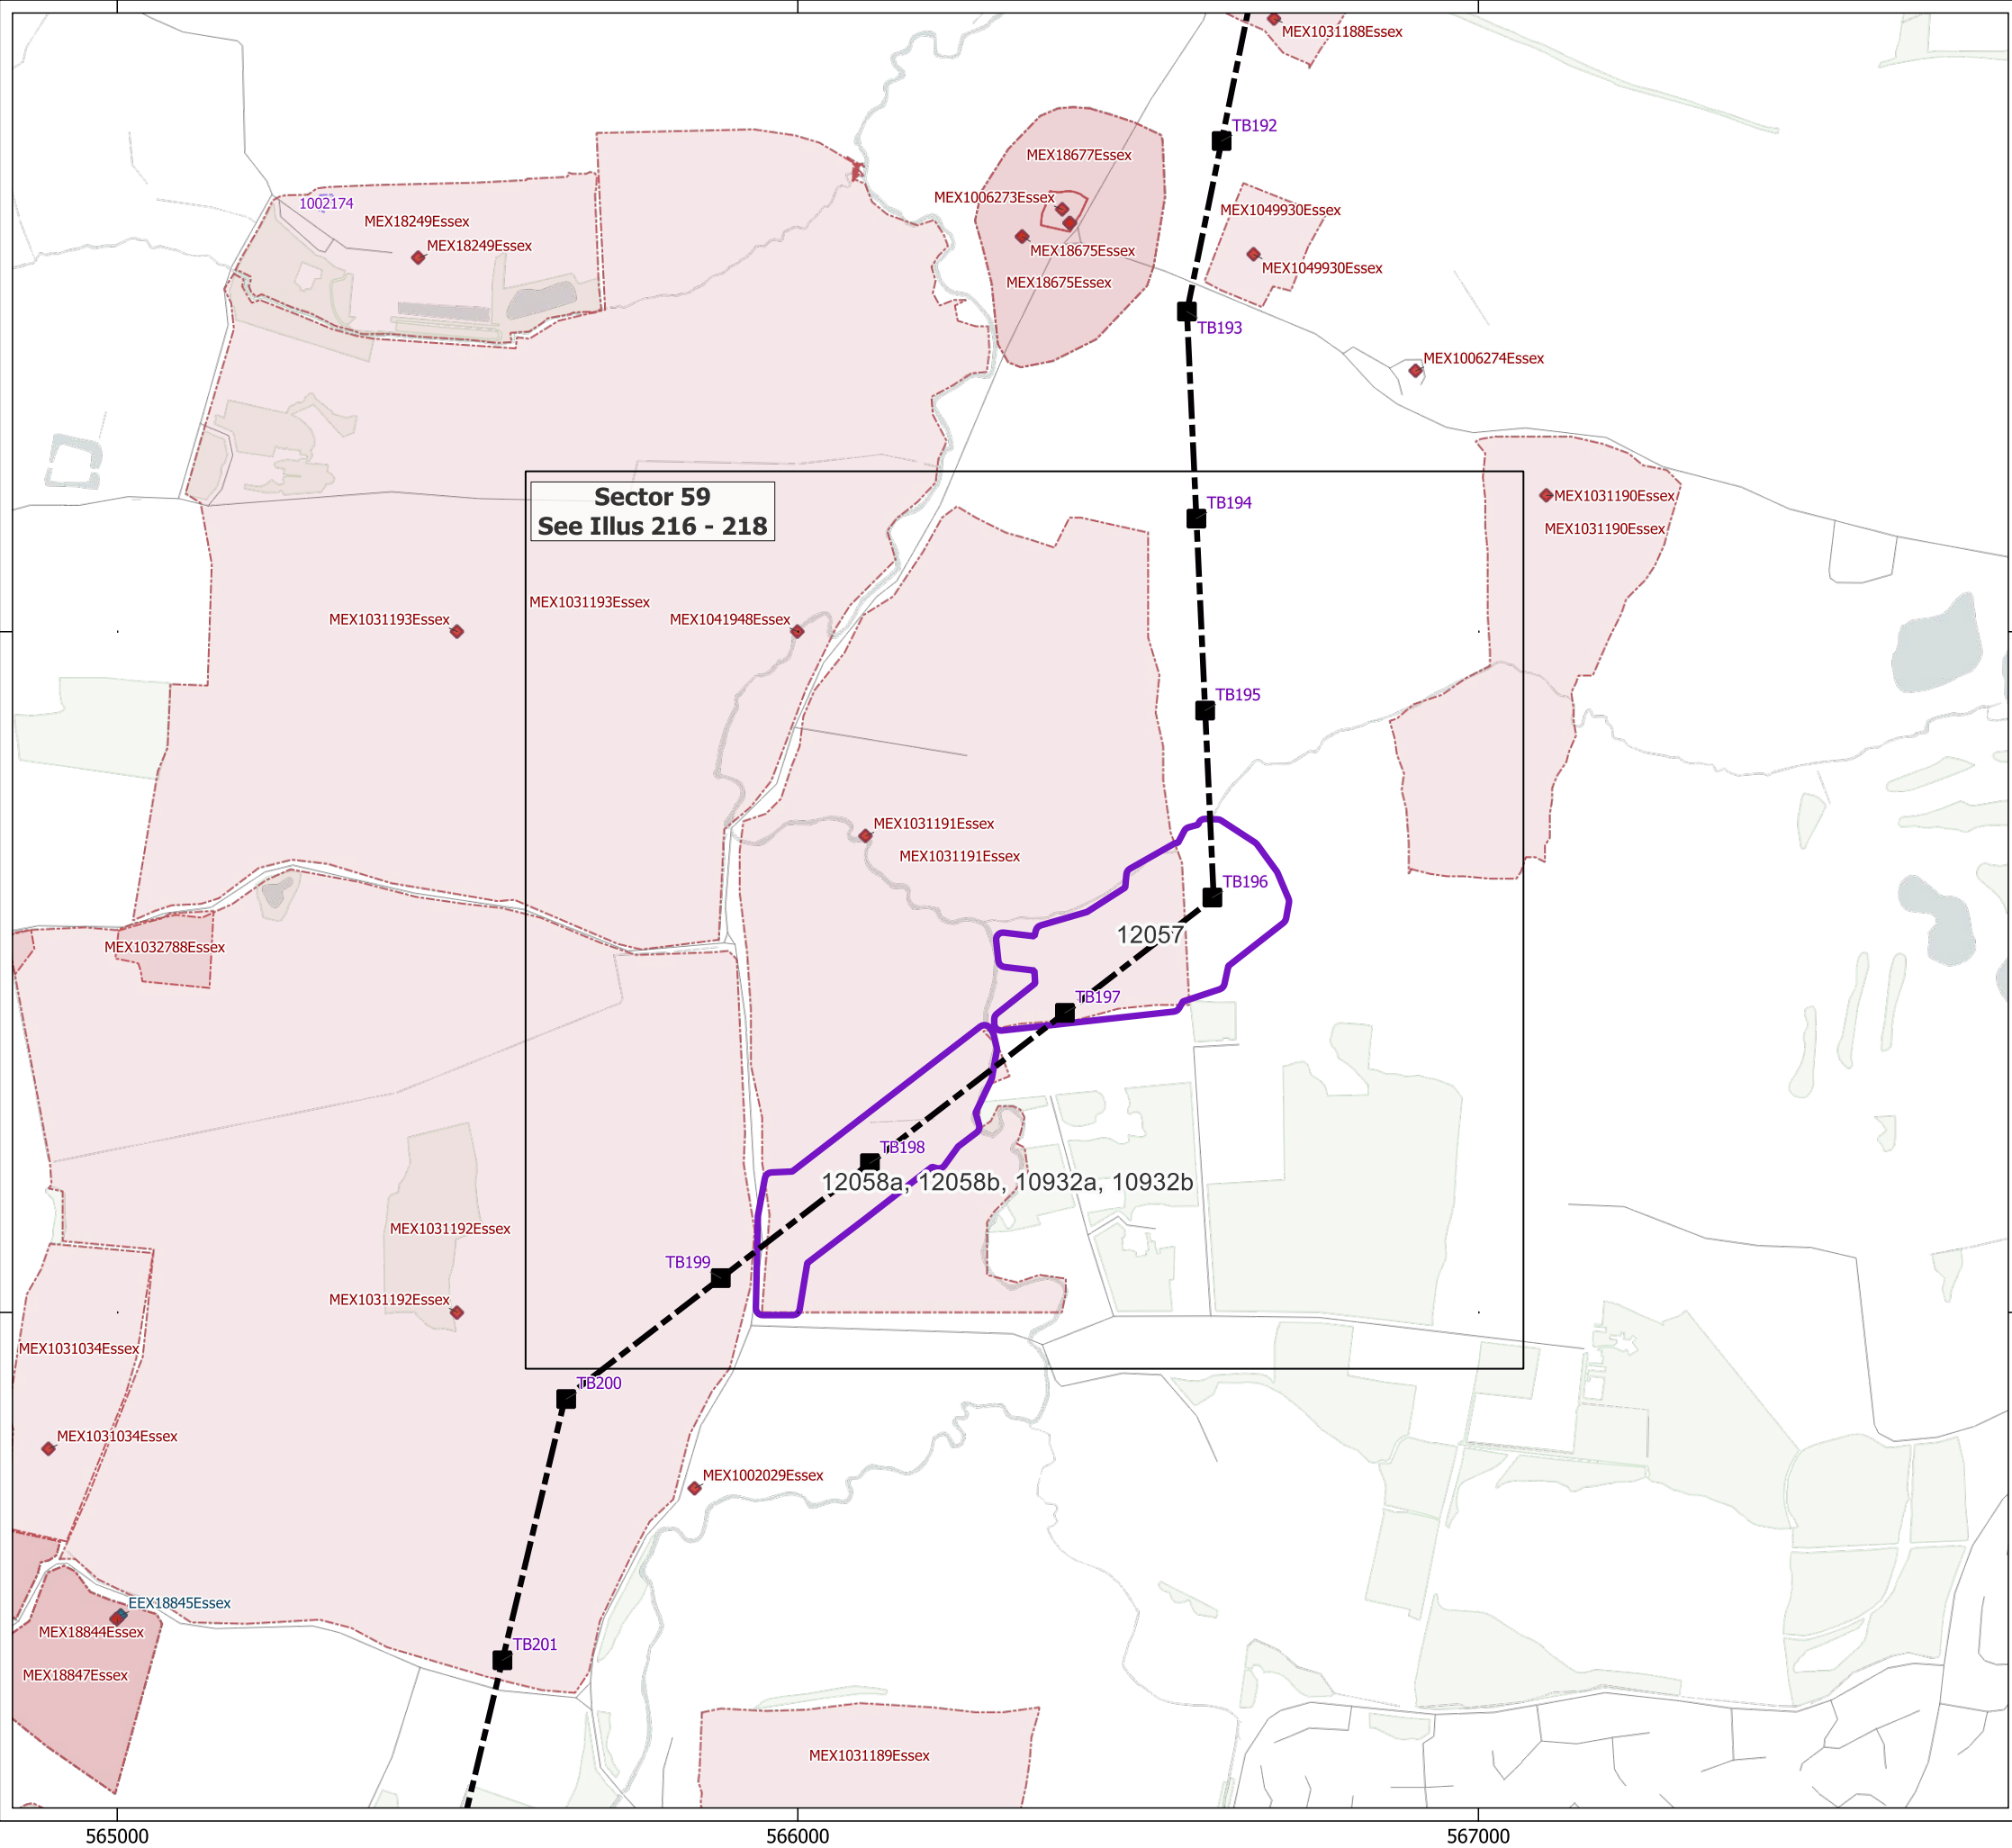 MEX1031188Essex
TB192
MEX18677Essex
MEX1006273Essex
1002174
MEX18249Essex
MEX1049930Essex
MEX18249Essex
MEX18675Essex
MEX1049930Essex
MEX18675Essex
TB193
MEX1006274Essex
Sector 59
See Illus 216 - 218
MEX1031190Essex
TB194
MEX1031190Essex
MEX1031193Essex
MEX1031193Essex
MEX1041948Essex
TB195
MEX1031191Essex
MEX1031191Essex
TB196
12057
MEX1032788Essex
TB197
TB198
12058a, 12058b, 10932a, 10932b
MEX1031192Essex
TB199
MEX1031192Essex
MEX1031034Essex
TB200
MEX1031034Essex
MEX1002029Essex
EEX18845Essex
MEX18844Essex
TB201
MEX18847Essex
MEX1031189Essex
565000
566000
567000